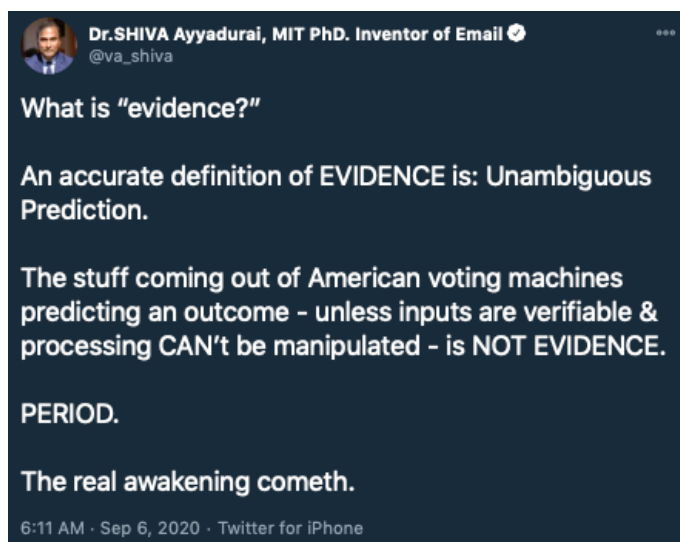 Dr.SHIVA Ayyadurai, MIT PhD. Inventor of Email
@va_shiva
What is “evidence?”
An accurate definition of EVIDENCE is: Unambiguous
Prediction.
The stuff coming out of American voting machines
predicting an outcome - unless inputs are verifiable &
processing CAN’t be manipulated - is NOT EVIDENCE.
PERIOD.
The real awakening cometh.
6:11 AM · Sep 6, 2020 · Twitter for iPhone